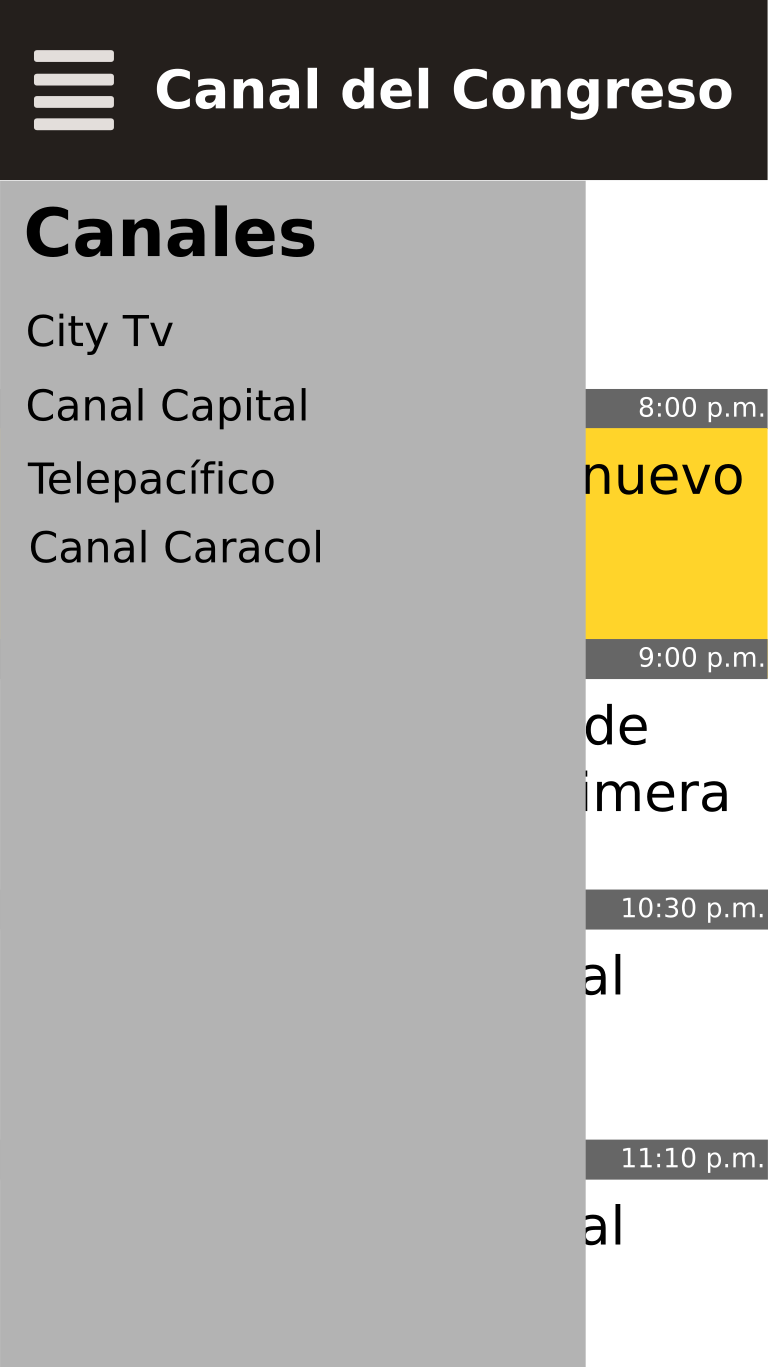 Canal del Congreso
Canales
City Tv
Canal Capital
Telepacífico
Canal Caracol
8:00 p.m.
nuevo
9:00 p.m.
de
imera
10:30 p.m.
al
11:10 p.m.
al